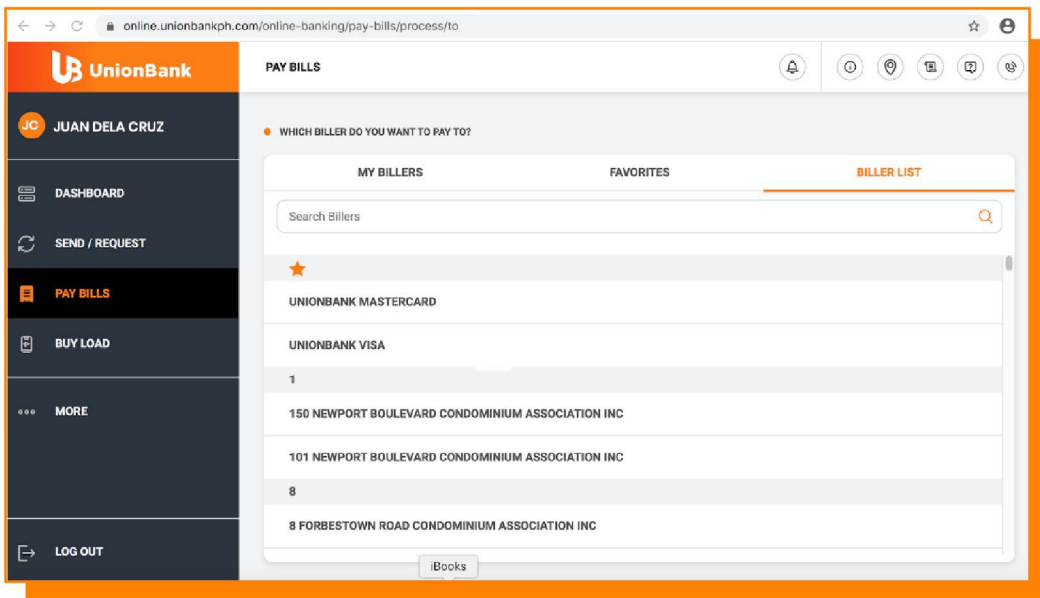 online.unionbankph.com/online-banking/pay-bills/process/to
UB UnionBank
PAY BILLS
JC JUAN DELA CRUZ
WHICH BILLER DO YOU WANT TO PAY TO?
MY BILLERS FAVORITES BILLER LIST
DASHBOARD
Search Billers
SEND / REQUEST
PAY BILLS
UNIONBANK MASTERCARD
BUY LOAD
UNIONBANK VISA
1
MORE
150 NEWPORT BOULEVARD CONDOMINIUM ASSOCIATION INC
101 NEWPORT BOULEVARD CONDOMINIUM ASSOCIATION INC
8
8 FORBESTOWN ROAD CONDOMINIUM ASSOCIATION INC
LOG OUT
iBooks